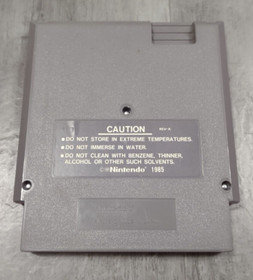 CAUTION REV-A
•DO NOT STORE IN EXTREME TEMPERATURES.
•DO NOT IMMERSE IN WATER.
•DO NOT CLEAN WITH BENZENE, THINNER,
ALCOHOL OR OTHER SUCH SOLVENTS.
©®Nintendo 1985